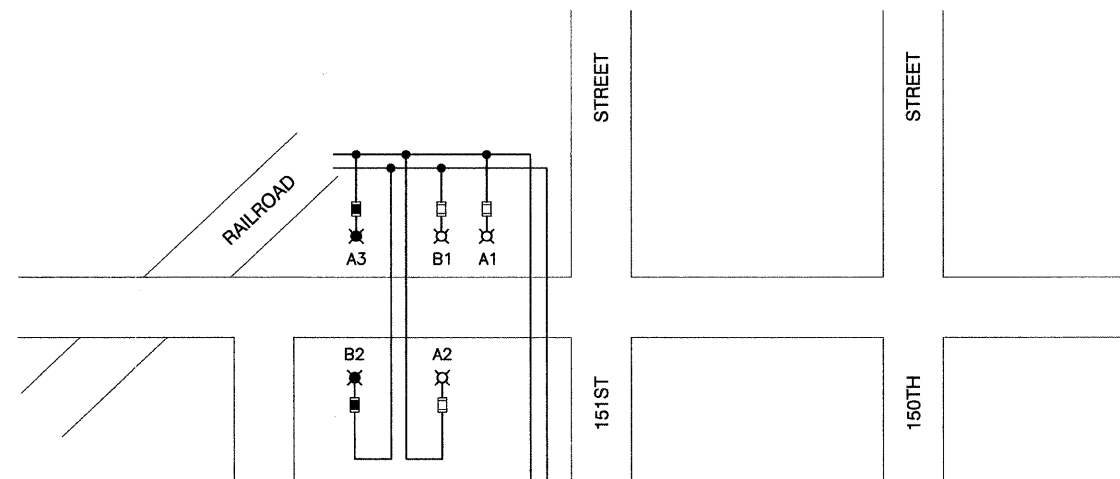 STREET
STREET
RAILROAD
A3
B1
A1
B2
A2
151ST
150TH